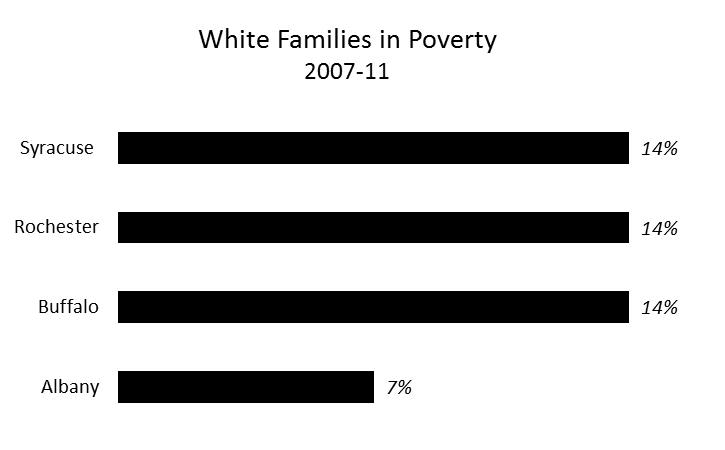 White Families in Poverty
2007-11
Syracuse 14%
Rochester 14%
Buffalo 14%
Albany 7%